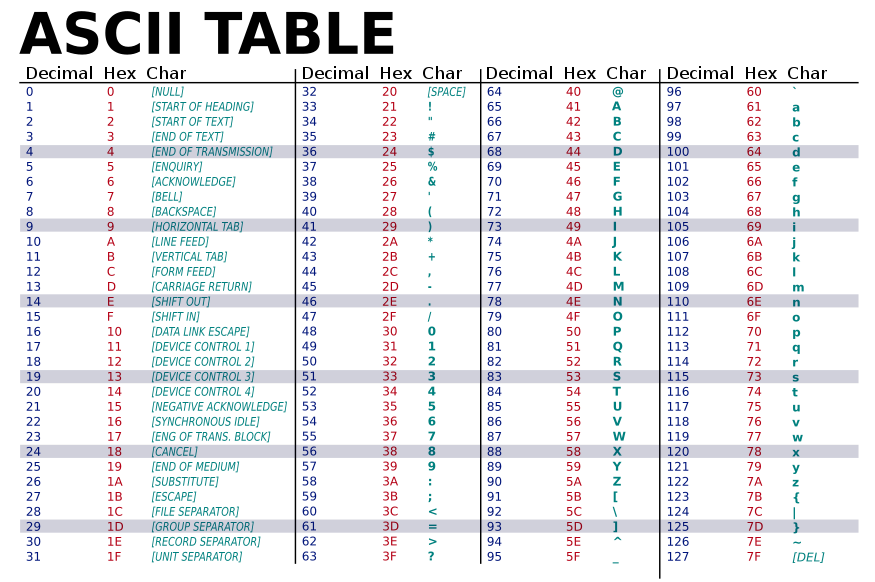 ASCII TABLE
Decimal Hex Char Decimal Hex Char Decimal Hex Char Decimal Hex Char
0 0 [NULL] 32 20 [SPACE] 64 40 @ 96 60 `
1 1 [START OF HEADING] 33 21 ! 65 41 A 97 61 a
2 2 [START OF TEXT] 34 22 " 66 42 B 98 62 b
3 3 [END OF TEXT] 35 23 # 67 43 C 99 63 c
4 4 [END OF TRANSMISSION] 36 24 $ 68 44 D 100 64 d
5 5 [ENQUIRY] 37 25 % 69 45 E 101 65 e
6 6 [ACKNOWLEDGE] 38 26 & 70 46 F 102 66 f
7 7 [BELL] 39 27 ' 71 47 G 103 67 g
8 8 [BACKSPACE] 40 28 ( 72 48 H 104 68 h
9 9 [HORIZONTAL TAB] 41 29 ) 73 49 I 105 69 i
10 A [LINE FEED] 42 2A * 74 4A J 106 6A j
11 B [VERTICAL TAB] 43 2B + 75 4B K 107 6B k
12 C [FORM FEED] 44 2C , 76 4C L 108 6C l
13 D [CARRIAGE RETURN] 45 2D - 77 4D M 109 6D m
14 E [SHIFT OUT] 46 2E . 78 4E N 110 6E n
15 F [SHIFT IN] 47 2F / 79 4F O 111 6F o
16 10 [DATA LINK ESCAPE] 48 30 0 80 50 P 112 70 p
17 11 [DEVICE CONTROL 1] 49 31 1 81 51 Q 113 71 q
18 12 [DEVICE CONTROL 2] 50 32 2 82 52 R 114 72 r
19 13 [DEVICE CONTROL 3] 51 33 3 83 53 S 115 73 s
20 14 [DEVICE CONTROL 4] 52 34 4 84 54 T 116 74 t
21 15 [NEGATIVE ACKNOWLEDGE] 53 35 5 85 55 U 117 75 u
22 16 [SYNCHRONOUS IDLE] 54 36 6 86 56 V 118 76 v
23 17 [ENG OF TRANS. BLOCK] 55 37 7 87 57 W 119 77 w
24 18 [CANCEL] 56 38 8 88 58 X 120 78 x
25 19 [END OF MEDIUM] 57 39 9 89 59 Y 121 79 y
26 1A [SUBSTITUTE] 58 3A : 90 5A Z 122 7A z
27 1B [ESCAPE] 59 3B ; 91 5B [ 123 7B {
28 1C [FILE SEPARATOR] 60 3C < 92 5C \ 124 7C |
29 1D [GROUP SEPARATOR] 61 3D = 93 5D ] 125 7D }
30 1E [RECORD SEPARATOR] 62 3E > 94 5E ^ 126 7E ~
31 1F [UNIT SEPARATOR] 63 3F ? 95 5F _ 127 7F [DEL]